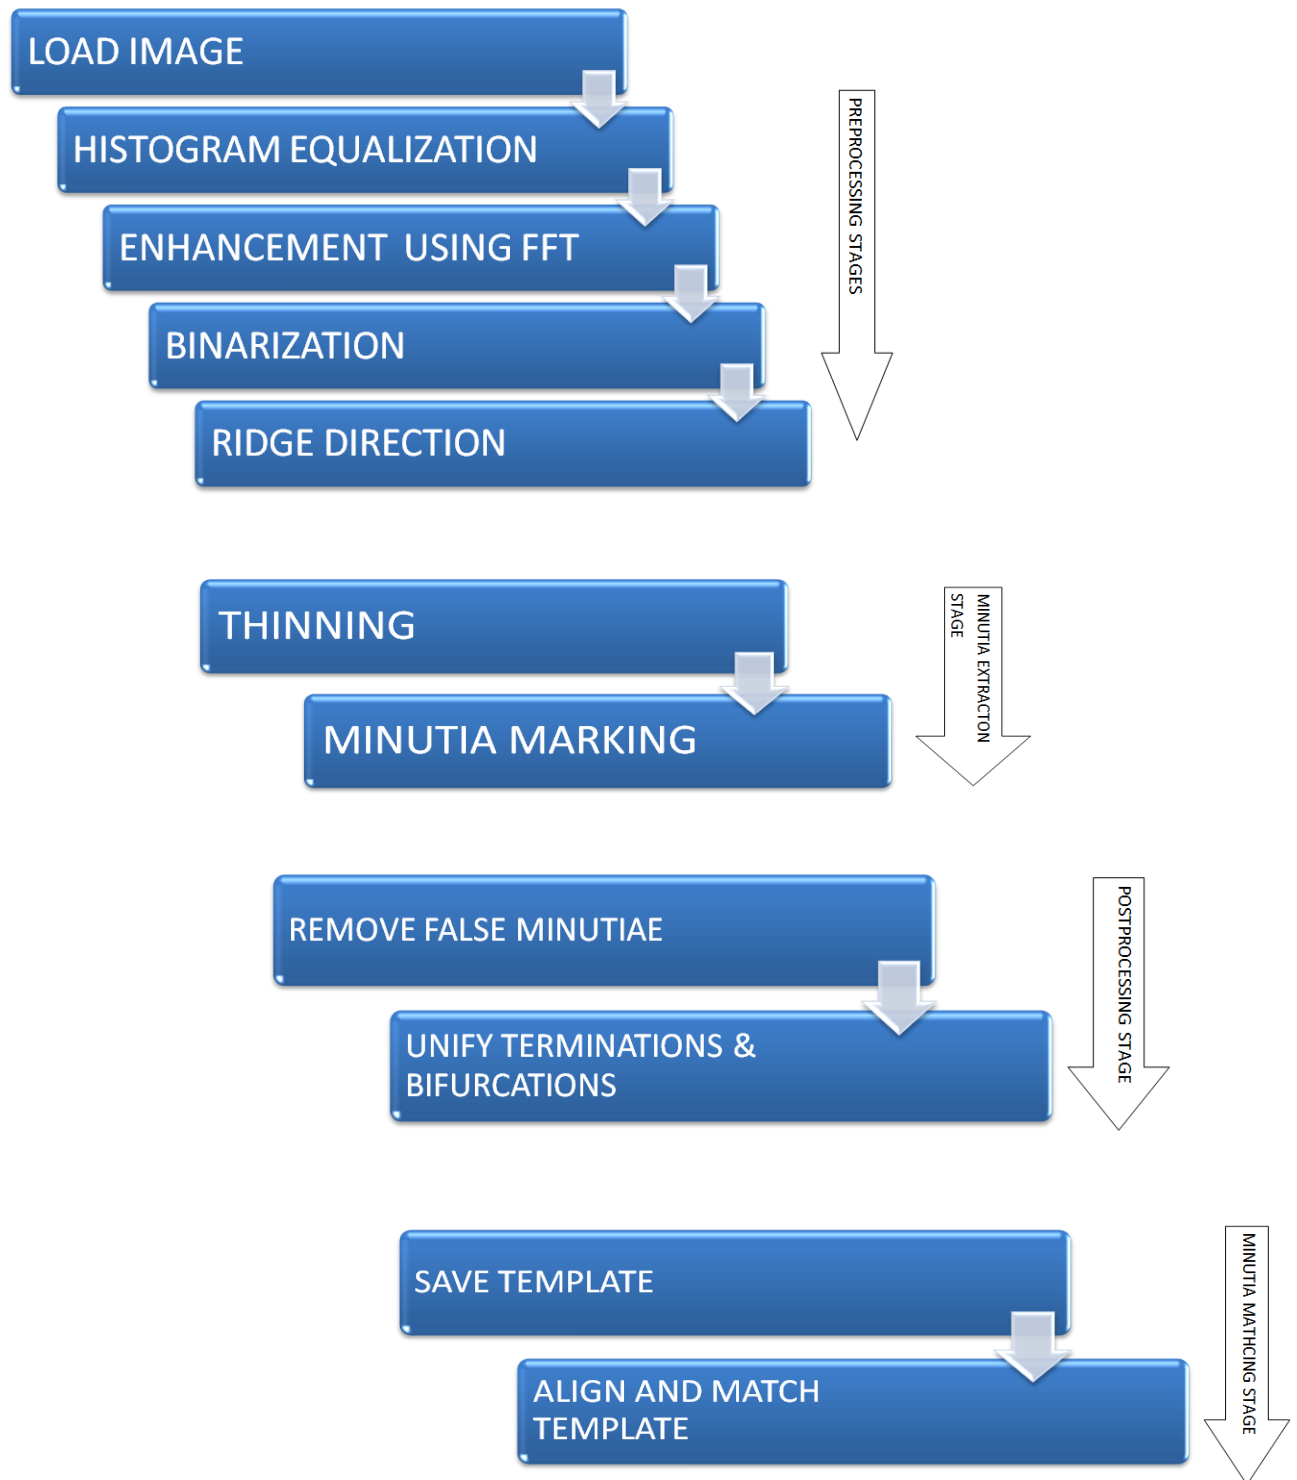 LOAD IMAGE
HISTOGRAM EQUALIZATION
ENHANCEMENT USING FFT
BINARIZATION
RIDGE DIRECTION
PREPROCESSING STAGES
THINNING
MINUTIA MARKING
MINUTIA EXTRACTON
STAGE
REMOVE FALSE MINUTIAE
UNIFY TERMINATIONS &
BIFURCATIONS
POSTPROCESSING STAGE
SAVE TEMPLATE
ALIGN AND MATCH
TEMPLATE
MINUTIA MATHCING STAGE